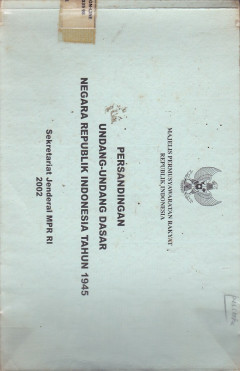 MAJELIS PERMUSYAWARATAN RAKYAT
REPUBLIK INDONESIA
PERSANDINGAN
UNDANG-UNDANG DASAR
NEGARA REPUBLIK INDONESIA TAHUN 1945
Sekretariat Jenderal MPR RI
2002